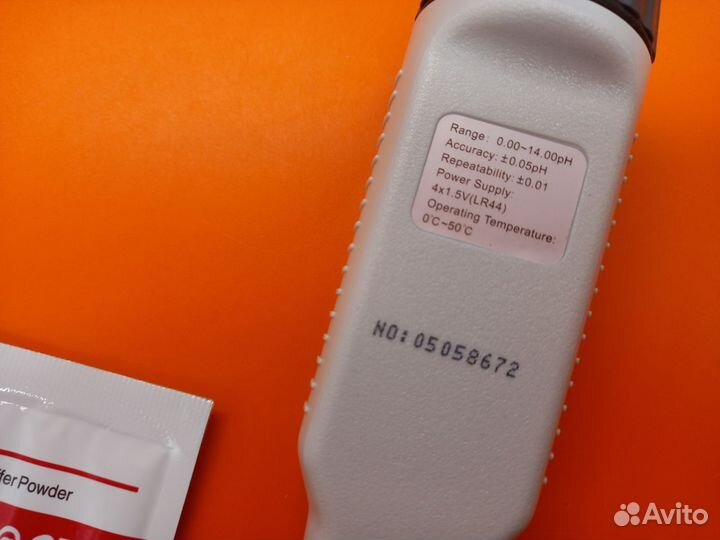 Range: 0.00~14.00pH
Accuracy: ±0.05pH
Repeatability: ±0.01
Power Supply:
4x1.5V(LR44)
Operating Temperature:
0℃~50℃
NO:05058672
Powder
Avito